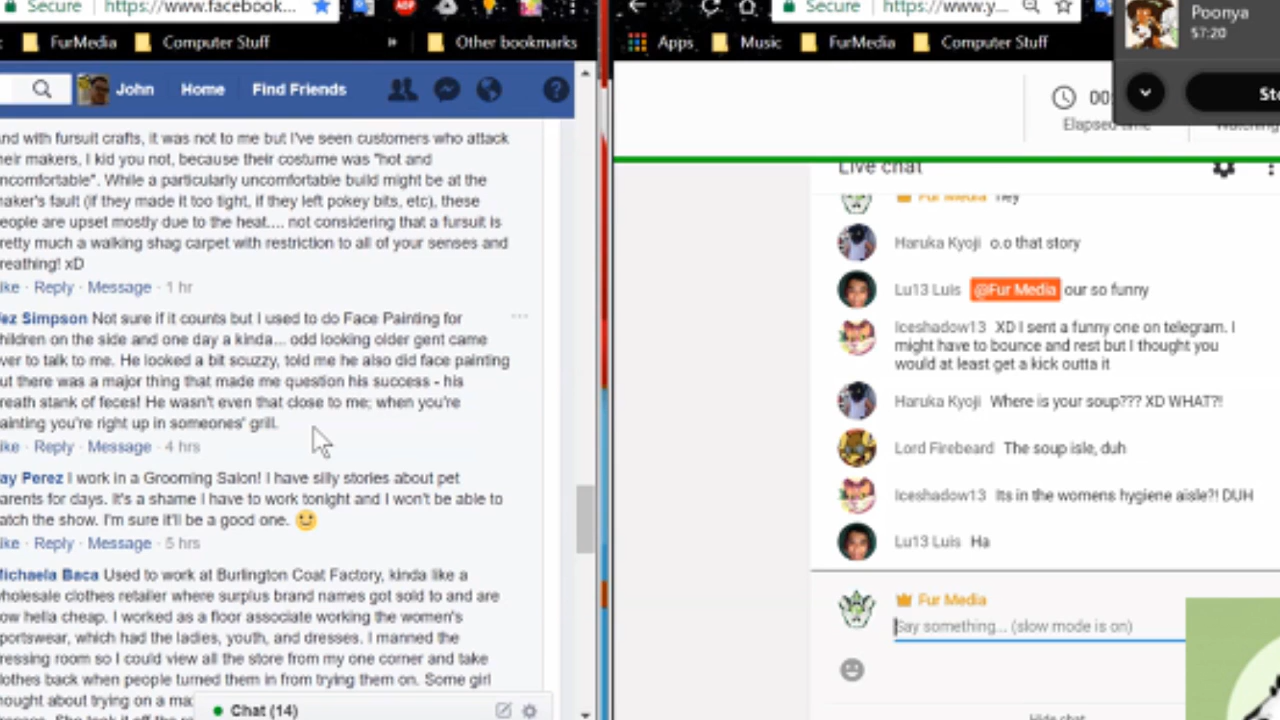 Secure https://www.facebook...
FurMedia Computer Stuff » Other bookmarks
John Home Find Friends
nd with fursuit crafts, it was not to me but I've seen customers who attack
heir makers, I kid you not, because their costume was "hot and
ncomfortable". While a particularly uncomfortable build might be at the
naker's fault (if they made it too tight, if they left pokey bits, etc), these
eople are upset mostly due to the heat.... not considering that a fursuit is
retty much a walking shag carpet with restriction to all of your senses and
reathing! xD
ike · Reply · Message · 1 hr
ez Simpson Not sure if it counts but I used to do Face Painting for
hildren on the side and one day a kinda... odd looking older gent came
ver to talk to me. He looked a bit scuzzy, told me he also did face painting
ut there was a major thing that made me question his success - his
reath stank of feces! He wasn't even that close to me; when you're
ainting you're right up in someones' grill.
ike · Reply · Message · 4 hrs
ay Perez I work in a Grooming Salon! I have silly stories about pet
arents for days. It's a shame I have to work tonight and I won't be able to
atch the show. I'm sure it'll be a good one.
ike · Reply · Message · 5 hrs
Michaela Baca Used to work at Burlington Coat Factory, kinda like a
wholesale clothes retailer where surplus brand names got sold to and are
ow hella cheap. I worked as a floor associate working the women's
portswear, which had the ladies, youth, and dresses. I manned the
ressing room so I could view all the store from my one corner and take
lothes back when people turned them in from trying them on. Some girl
hought about trying on a ma
Chat (14)
Secure https://www.y...
Apps Music FurMedia Computer Stuff
Poonya
57:20
00
Elapsed time
Live chat
Fur Media hey
Haruka Kyoji o.o that story
Lu13 Luis @Fur Media our so funny
Iceshadow13 XD I sent a funny one on telegram. I
might have to bounce and rest but I thought you
would at least get a kick outta it
Haruka Kyoji Where is your soup??? XD WHAT?!
Lord Firebeard The soup isle, duh
Iceshadow13 Its in the womens hygiene aisle?! DUH
Lu13 Luis Ha
Fur Media
Say something... (slow mode is on)
Hide chat